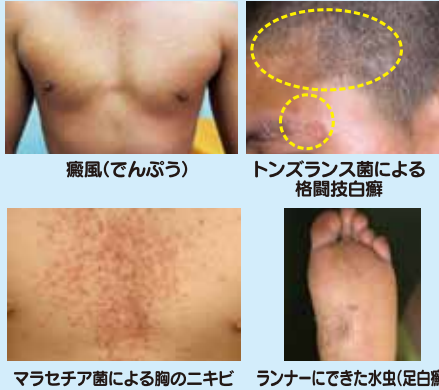 癜風(でんぷう)
トンズランス菌による
格闘技白癬
マラセチア菌による胸のニキビ
ランナーにできた水虫(足白癬